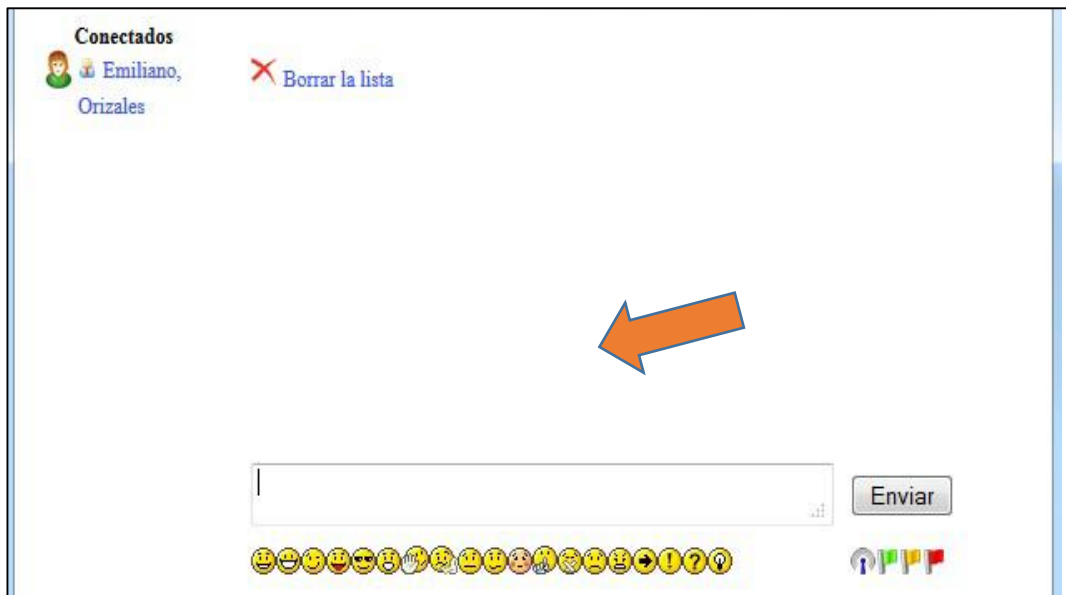 Conectados
Emiliano,
Orizales
Borrar la lista
Enviar